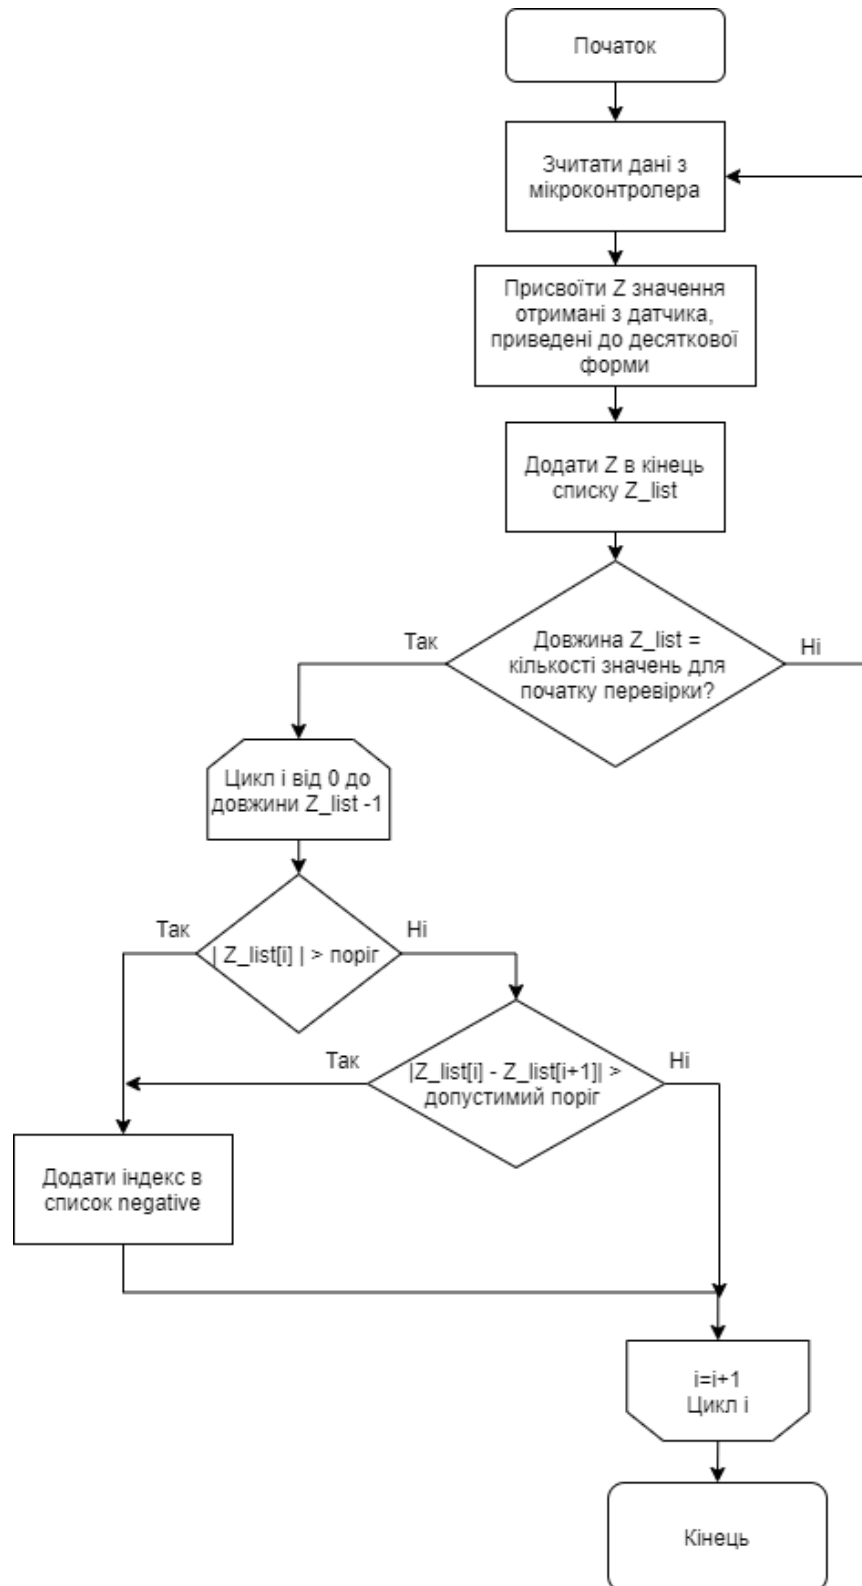 Початок
Зчитати дані з
мікроконтролера
Присвоїти Z значення
отримані з датчика,
приведені до десяткової
форми
Додати Z в кінець
списку Z_list
Довжина Z_list =
кількості значень для
початку перевірки?
Так
Ні
Цикл і від 0 до
довжини Z_list -1
| Z_list[i] | > поріг
Так
Ні
|Z_list[i] - Z_list[i+1]| >
допустимий поріг
Так
Ні
Додати індекс в
список negative
i=i+1
Цикл і
Кінець